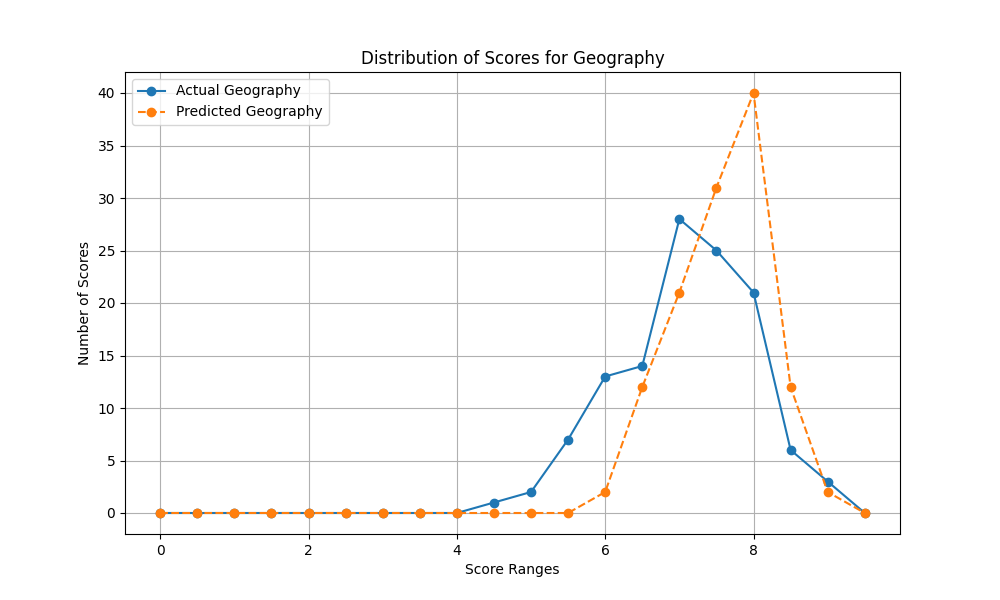 Distribution of Scores for Geography
Actual Geography
Predicted Geography
40
35
30
25
20
15
10
5
0
Number of Scores
0 2 4 6 8
Score Ranges